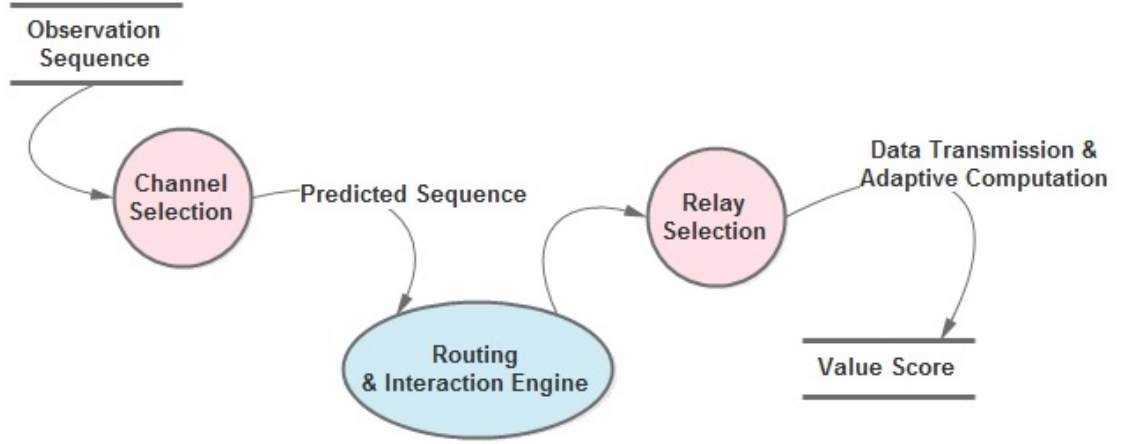 Observation
Sequence
Channel
Selection
Predicted Sequence
Routing
& Interaction Engine
Relay
Selection
Data Transmission &
Adaptive Computation
Value Score